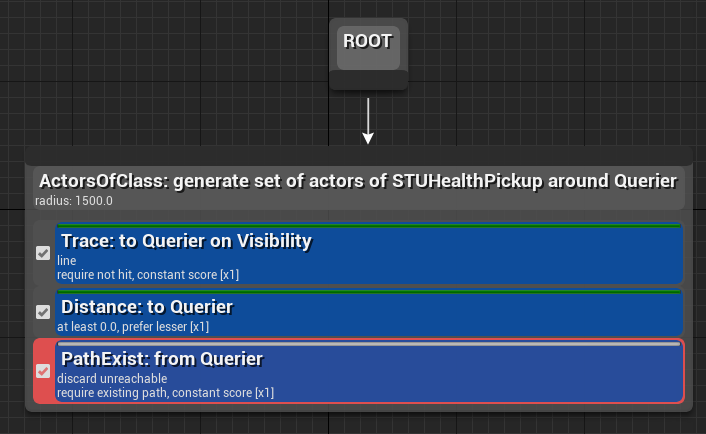 ROOT
ActorsOfClass: generate set of actors of STUHealthPickup around Querier
radius: 1500.0
Trace: to Querier on Visibility
line
require not hit, constant score [x1]
Distance: to Querier
at least 0.0, prefer lesser [x1]
PathExist: from Querier
discard unreachable
require existing path, constant score [x1]